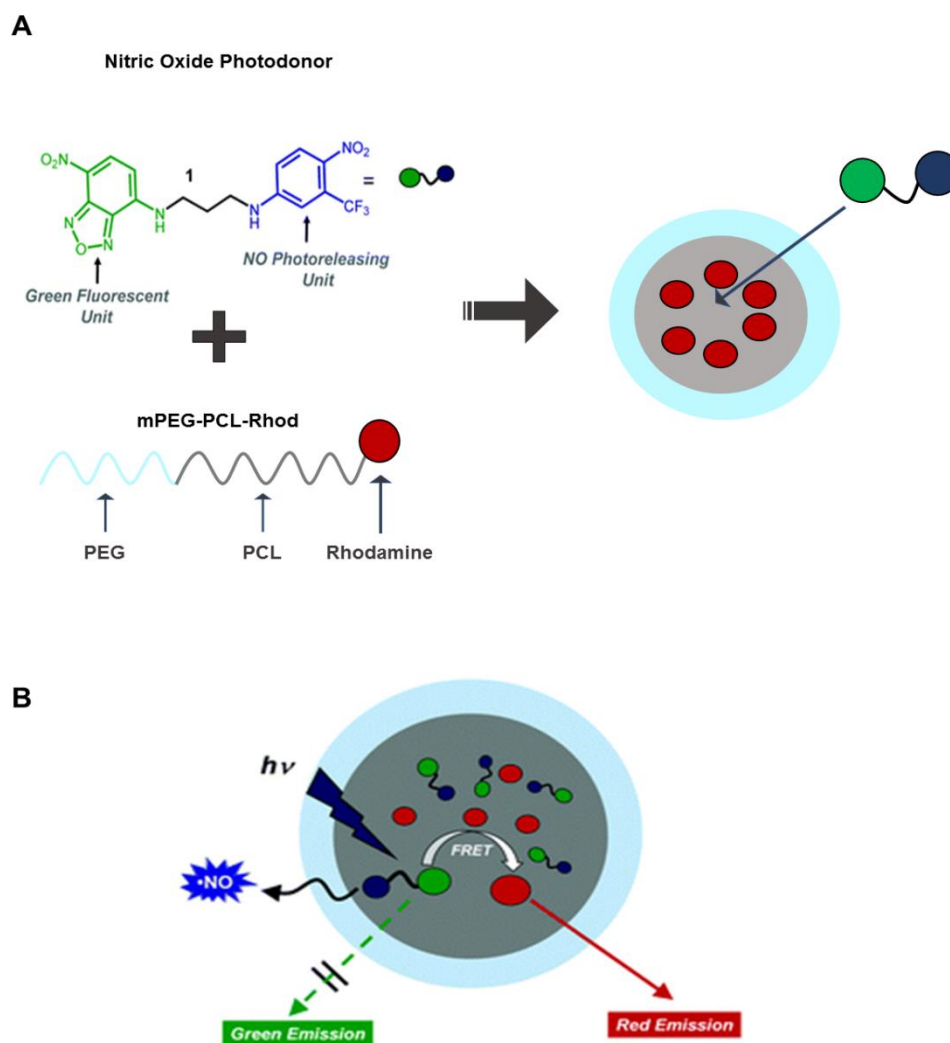 A
Nitric Oxide Photodonor
O₂N
1
NO₂
=
N
O
N
N
H
N
H
CF₃
Green Fluorescent
Unit
NO Photoreleasing
Unit
mPEG-PCL-Rhod
PEG
PCL
Rhodamine
B
hν
FRET
•NO
Green Emission
Red Emission